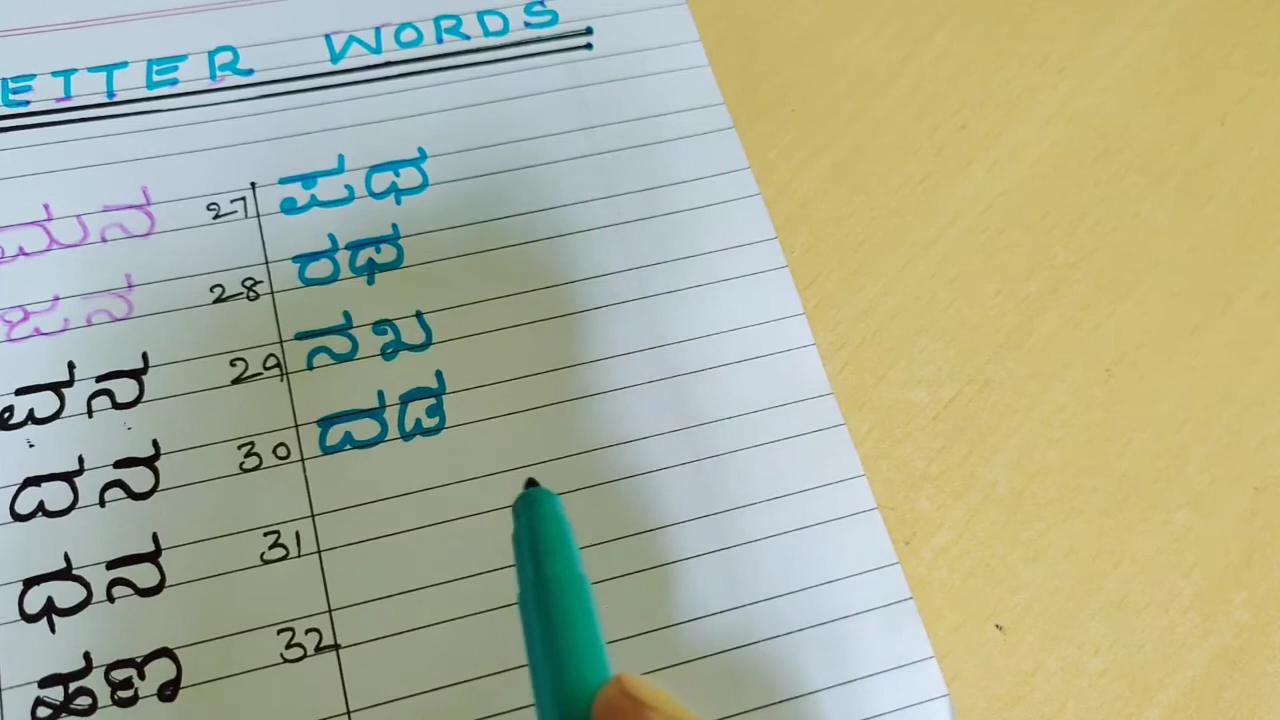 ETTER WORDS
ಮನ 27 ಪಥ
ಜನ 28 ರಥ
ವನ 29 ನಖ
ದನ 30 ದಡ
ಧನ 31
ಹಣ 32